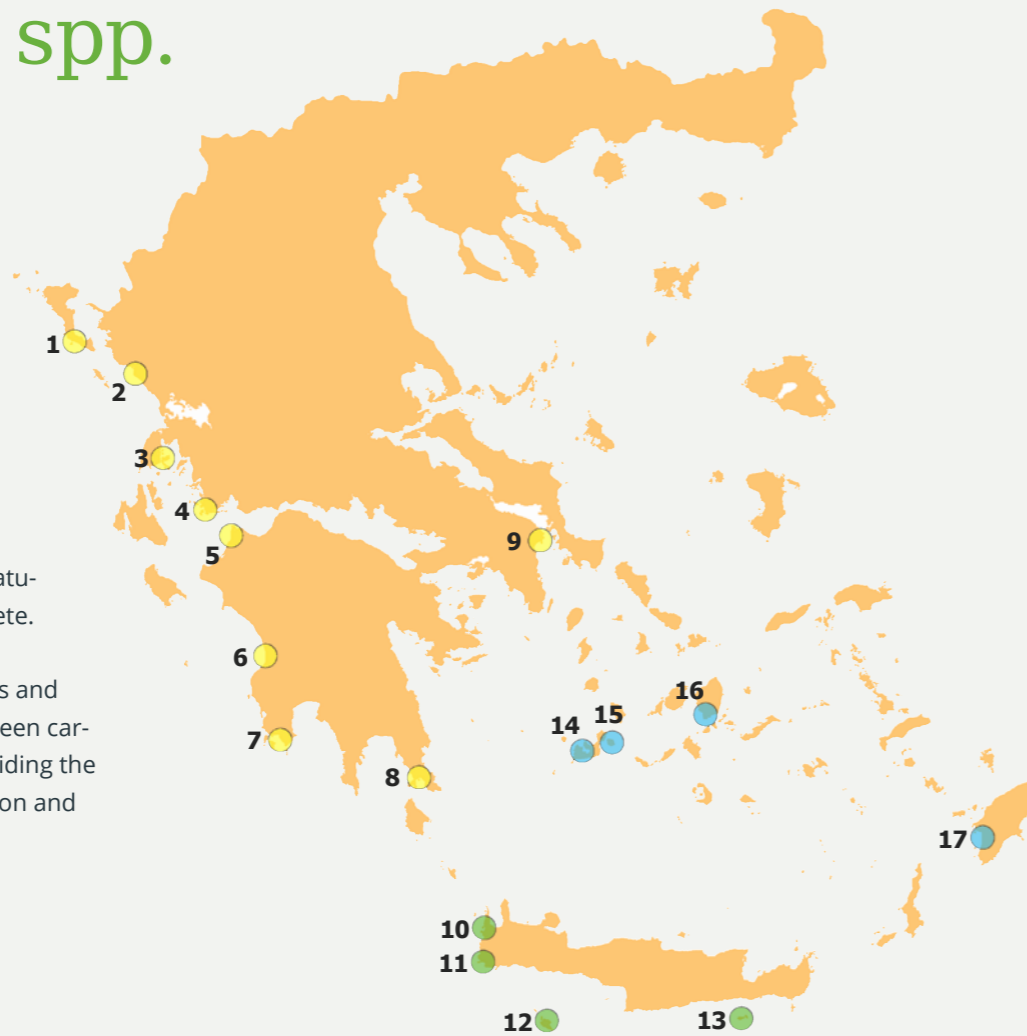 spp.
1
2
3
4
5
9
atu-
ete.
6
s and
een car-
7
iding the
on and
8
16
15
14
17
10
11
12
13